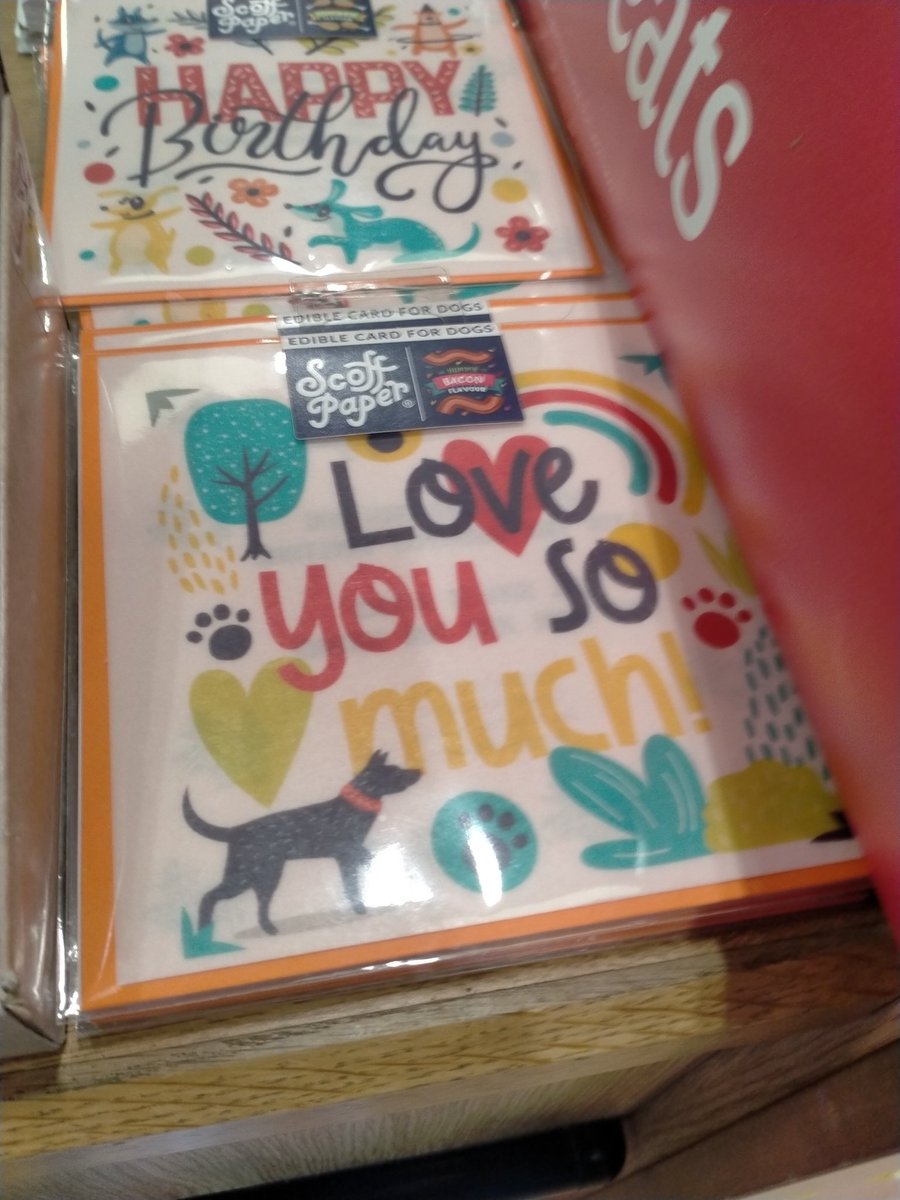 Scoff
Paper
HAPPY
Birthday
EDIBLE CARD FOR DOGS
EDIBLE CARD FOR DOGS
Scoff
Paper®
BACON
FLAVOUR
Love
you so
much!